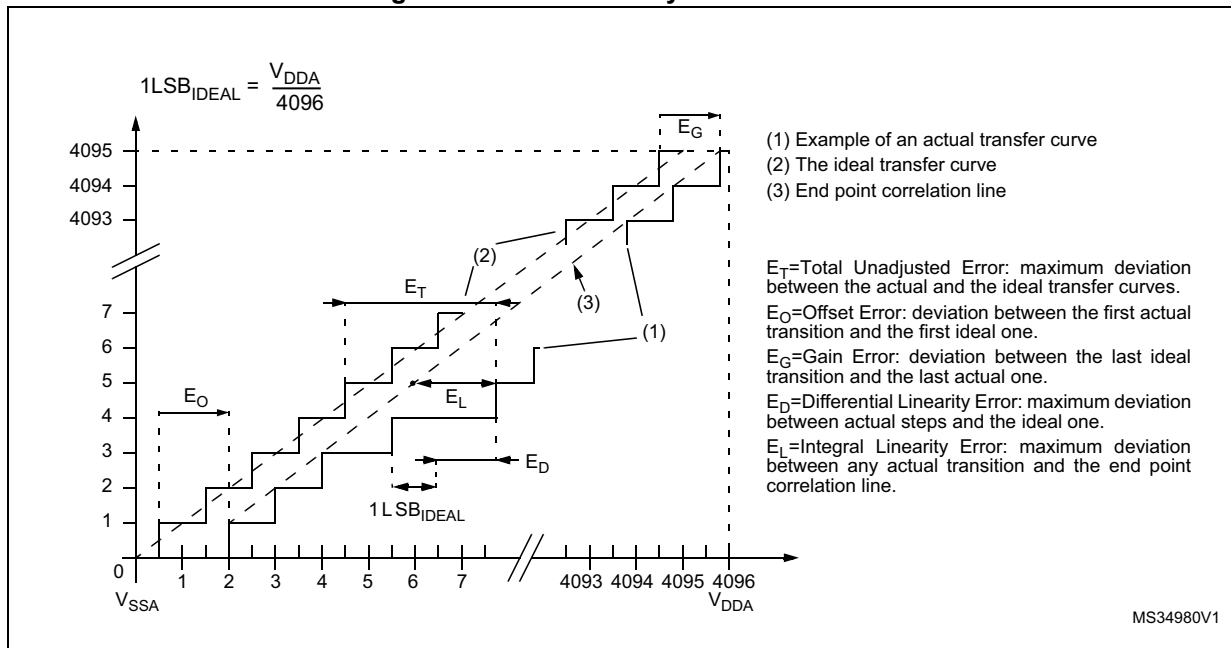 1LSB_IDEAL = V_DDA
4096
E_G
4095
4094
4093
7
6
5
4
3
2
1
0
(2)
E_T
(3)
(1)
E_O
E_L
E_D
1 LSB_IDEAL
1 2 3 4 5 6 7 4093 4094 4095 4096
V_SSA V_DDA
(1) Example of an actual transfer curve
(2) The ideal transfer curve
(3) End point correlation line
E_T=Total Unadjusted Error: maximum deviation
between the actual and the ideal transfer curves.
E_O=Offset Error: deviation between the first actual
transition and the first ideal one.
E_G=Gain Error: deviation between the last ideal
transition and the last actual one.
E_D=Differential Linearity Error: maximum deviation
between actual steps and the ideal one.
E_L=Integral Linearity Error: maximum deviation
between any actual transition and the end point
correlation line.
MS34980V1